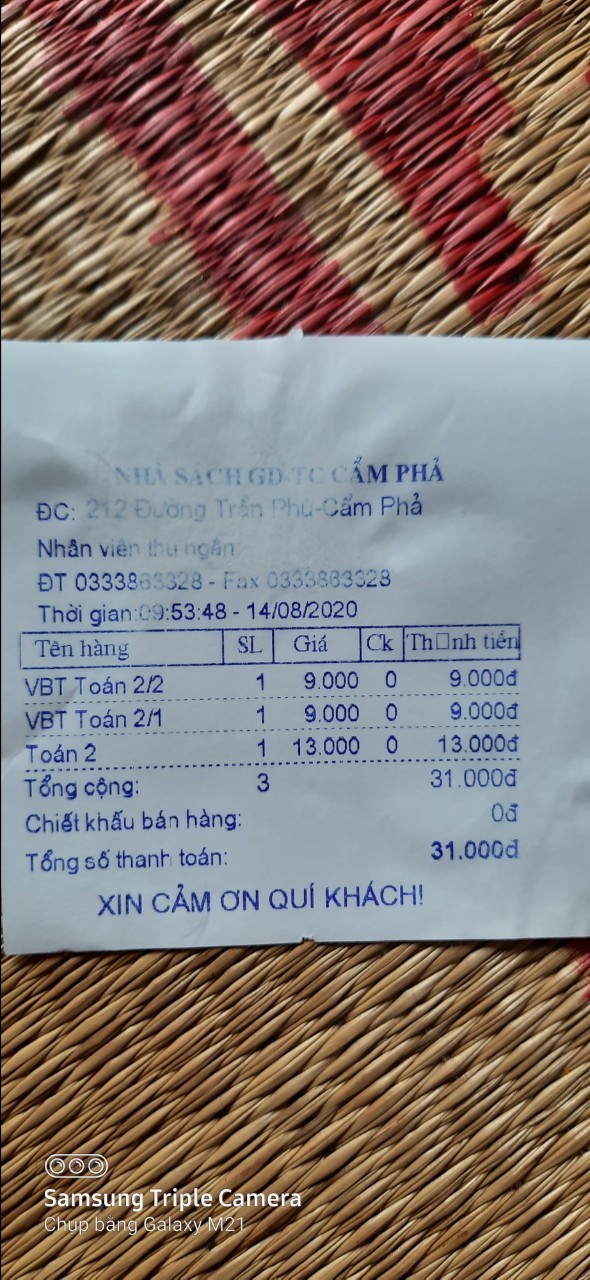 NHÀ SÁCH GD-TC CẨM PHẢ
ĐC: 212 Đường Trần Phú-Cẩm Phả
Nhân viên thu ngân:
ĐT 0333863328 - Fax 0333883328
Thời gian:09:53:48 - 14/08/2020
Tên hàng SL Giá Ck Th□nh tiền
VBT Toán 2/2 1 9.000 0 9.000đ
VBT Toán 2/1 1 9.000 0 9.000đ
Toán 2 1 13.000 0 13.000đ
Tổng cộng: 3 31.000đ
Chiết khấu bán hàng: 0đ
Tổng số thanh toán: 31.000đ
XIN CẢM ƠN QUÍ KHÁCH!
Samsung Triple Camera
Chụp bằng Galaxy M21